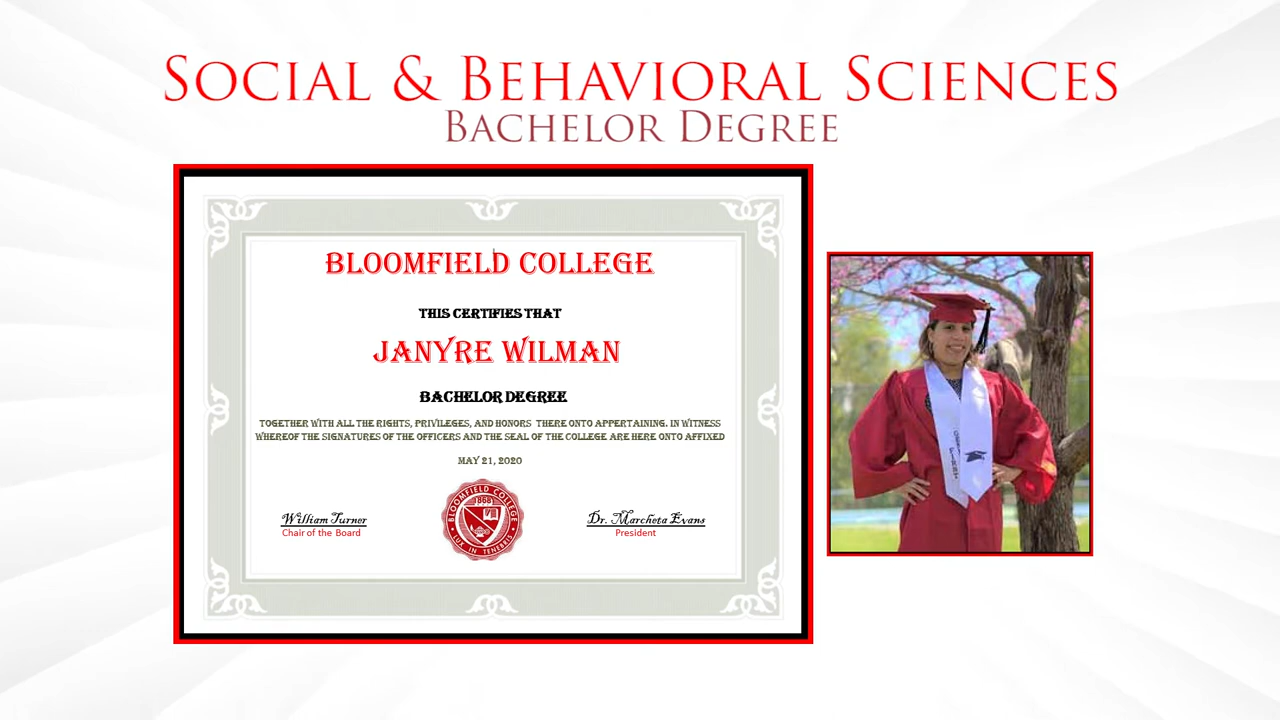 Social & Behavioral Sciences
Bachelor Degree
BLOOMFIELD COLLEGE
THIS CERTIFIES THAT
JANYRE WILMAN
BACHELOR DEGREE
TOGETHER WITH ALL THE RIGHTS, PRIVILEGES, AND HONORS THERE ONTO APPERTAINING. IN WITNESS
WHEREOF THE SIGNATURES OF THE OFFICERS AND THE SEAL OF THE COLLEGE ARE HERE ONTO AFFIXED
MAY 21, 2020
William Turner
Chair of the Board
BLOOMFIELD COLLEGE
1868
LUX IN TENEBRIS
Dr. Marcheta Evans
President
FIRST